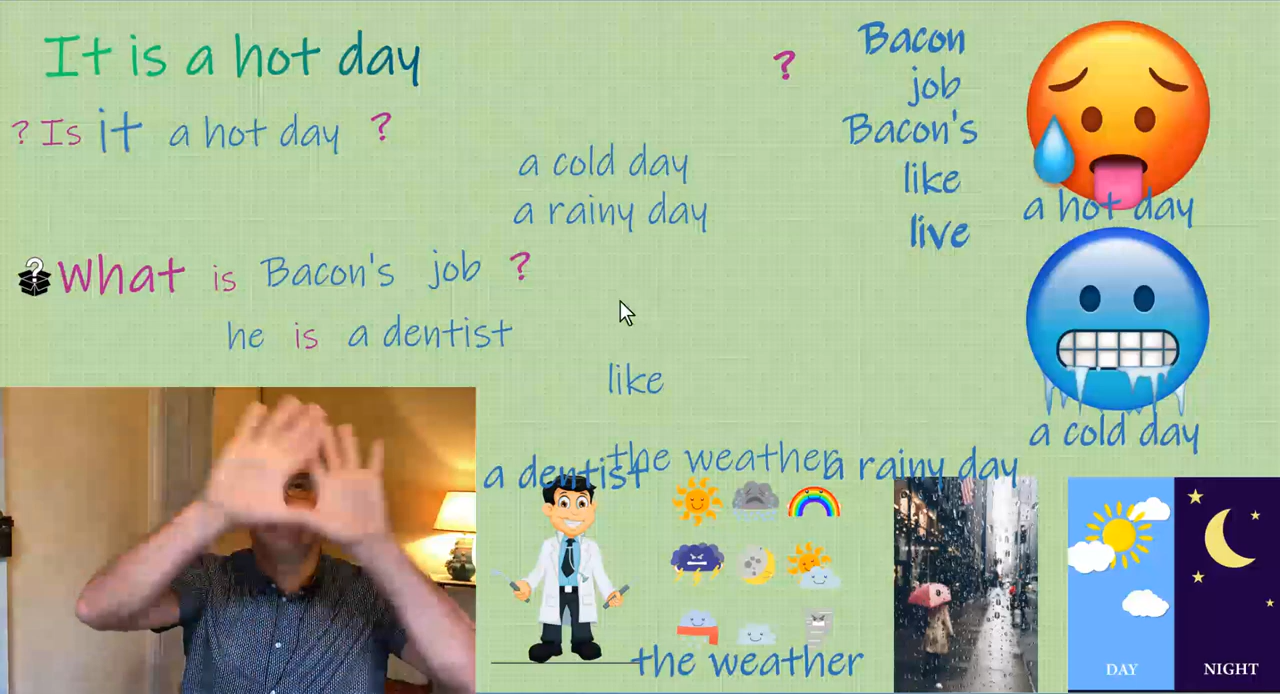 It is a hot day
? Is it a hot day ?
?
Bacon
job
Bacon's
like
live
a cold day
a rainy day
a hot day
What is Bacon's job ?
he is a dentist
like
a cold day
the weather
a dentist
a rainy day
the weather
DAY
NIGHT